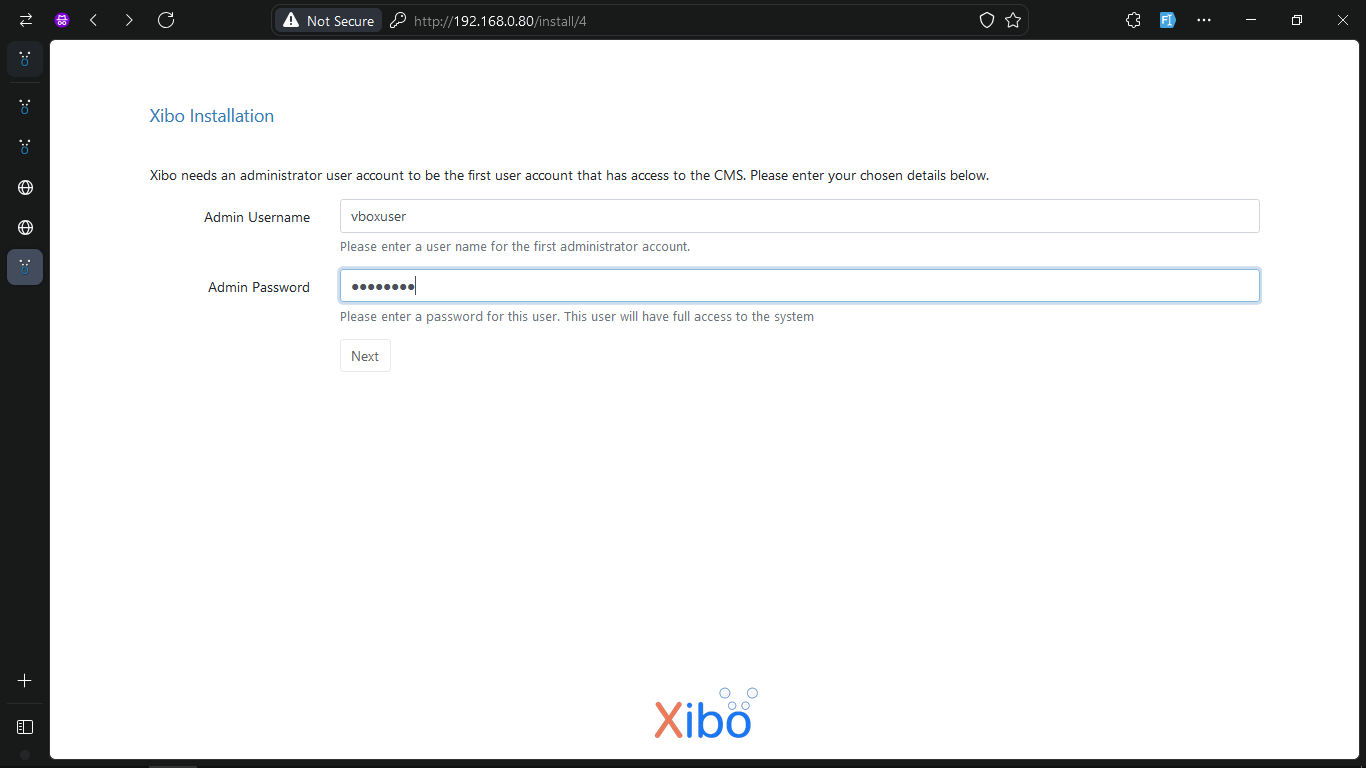 Not Secure
http://192.168.0.80/install/4
Xibo Installation
Xibo needs an administrator user account to be the first user account that has access to the CMS. Please enter your chosen details below.
Admin Username
vboxuser
Please enter a user name for the first administrator account.
Admin Password
••••••••
Please enter a password for this user. This user will have full access to the system
Next
Xibo